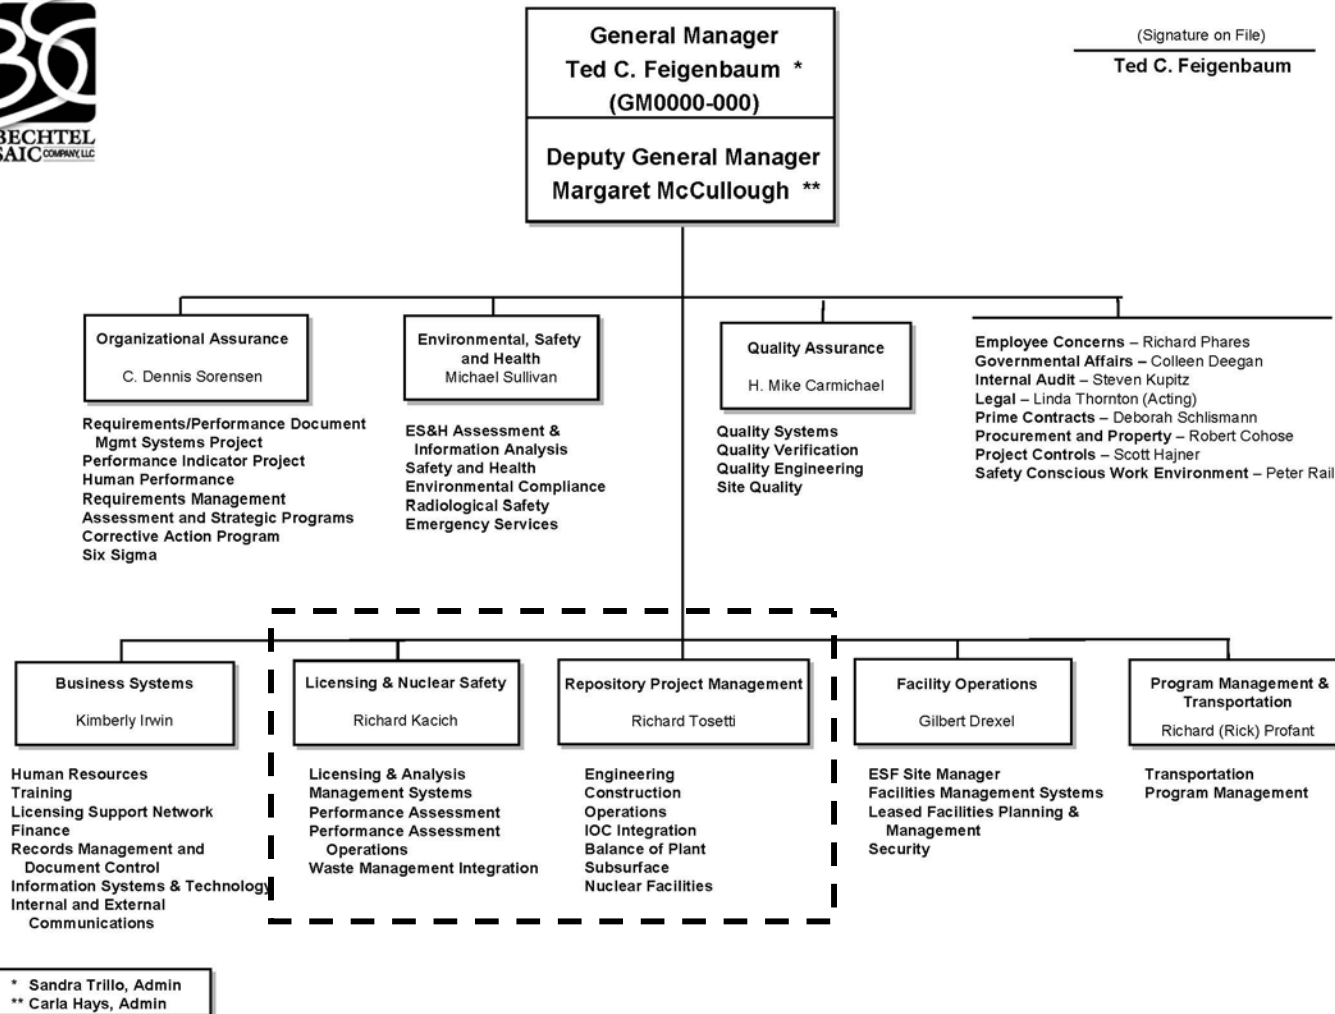 BECHTEL
SAIC COMPANY, LLC
General Manager
Ted C. Feigenbaum *
(GM0000-000)
Deputy General Manager
Margaret McCullough **
(Signature on File)
Ted C. Feigenbaum
Organizational Assurance
C. Dennis Sorensen
Requirements/Performance Document
Mgmt Systems Project
Performance Indicator Project
Human Performance
Requirements Management
Assessment and Strategic Programs
Corrective Action Program
Six Sigma
Environmental, Safety
and Health
Michael Sullivan
ES&H Assessment &
Information Analysis
Safety and Health
Environmental Compliance
Radiological Safety
Emergency Services
Quality Assurance
H. Mike Carmichael
Quality Systems
Quality Verification
Quality Engineering
Site Quality
Employee Concerns – Richard Phares
Governmental Affairs – Colleen Deegan
Internal Audit – Steven Kupitz
Legal – Linda Thornton (Acting)
Prime Contracts – Deborah Schlismann
Procurement and Property – Robert Cohose
Project Controls – Scott Hajner
Safety Conscious Work Environment – Peter Rail
Business Systems
Kimberly Irwin
Human Resources
Training
Licensing Support Network
Finance
Records Management and
Document Control
Information Systems & Technology
Internal and External
Communications
Licensing & Nuclear Safety
Richard Kacich
Licensing & Analysis
Management Systems
Performance Assessment
Performance Assessment
Operations
Waste Management Integration
Repository Project Management
Richard Tosetti
Engineering
Construction
Operations
IOC Integration
Balance of Plant
Subsurface
Nuclear Facilities
Facility Operations
Gilbert Drexel
ESF Site Manager
Facilities Management Systems
Leased Facilities Planning &
Management
Security
Program Management &
Transportation
Richard (Rick) Profant
Transportation
Program Management
* Sandra Trillo, Admin
** Carla Hays, Admin